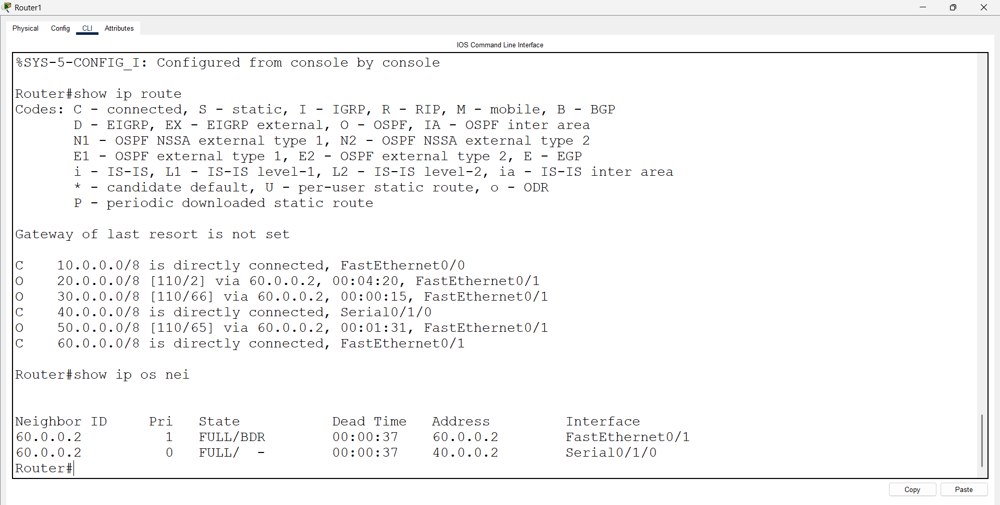 Router1
Physical Config CLI Attributes
IOS Command Line Interface
%SYS-5-CONFIG_I: Configured from console by console
Router#show ip route
Codes: C - connected, S - static, I - IGRP, R - RIP, M - mobile, B - BGP
D - EIGRP, EX - EIGRP external, O - OSPF, IA - OSPF inter area
N1 - OSPF NSSA external type 1, N2 - OSPF NSSA external type 2
E1 - OSPF external type 1, E2 - OSPF external type 2, E - EGP
i - IS-IS, L1 - IS-IS level-1, L2 - IS-IS level-2, ia - IS-IS inter area
* - candidate default, U - per-user static route, o - ODR
P - periodic downloaded static route
Gateway of last resort is not set
C 10.0.0.0/8 is directly connected, FastEthernet0/0
O 20.0.0.0/8 [110/2] via 60.0.0.2, 00:04:20, FastEthernet0/1
O 30.0.0.0/8 [110/66] via 60.0.0.2, 00:00:15, FastEthernet0/1
C 40.0.0.0/8 is directly connected, Serial0/1/0
O 50.0.0.0/8 [110/65] via 60.0.0.2, 00:01:31, FastEthernet0/1
C 60.0.0.0/8 is directly connected, FastEthernet0/1
Router#show ip os nei
Neighbor ID Pri State Dead Time Address Interface
60.0.0.2 1 FULL/BDR 00:00:37 60.0.0.2 FastEthernet0/1
60.0.0.2 0 FULL/ - 00:00:37 40.0.0.2 Serial0/1/0
Router#
Copy Paste